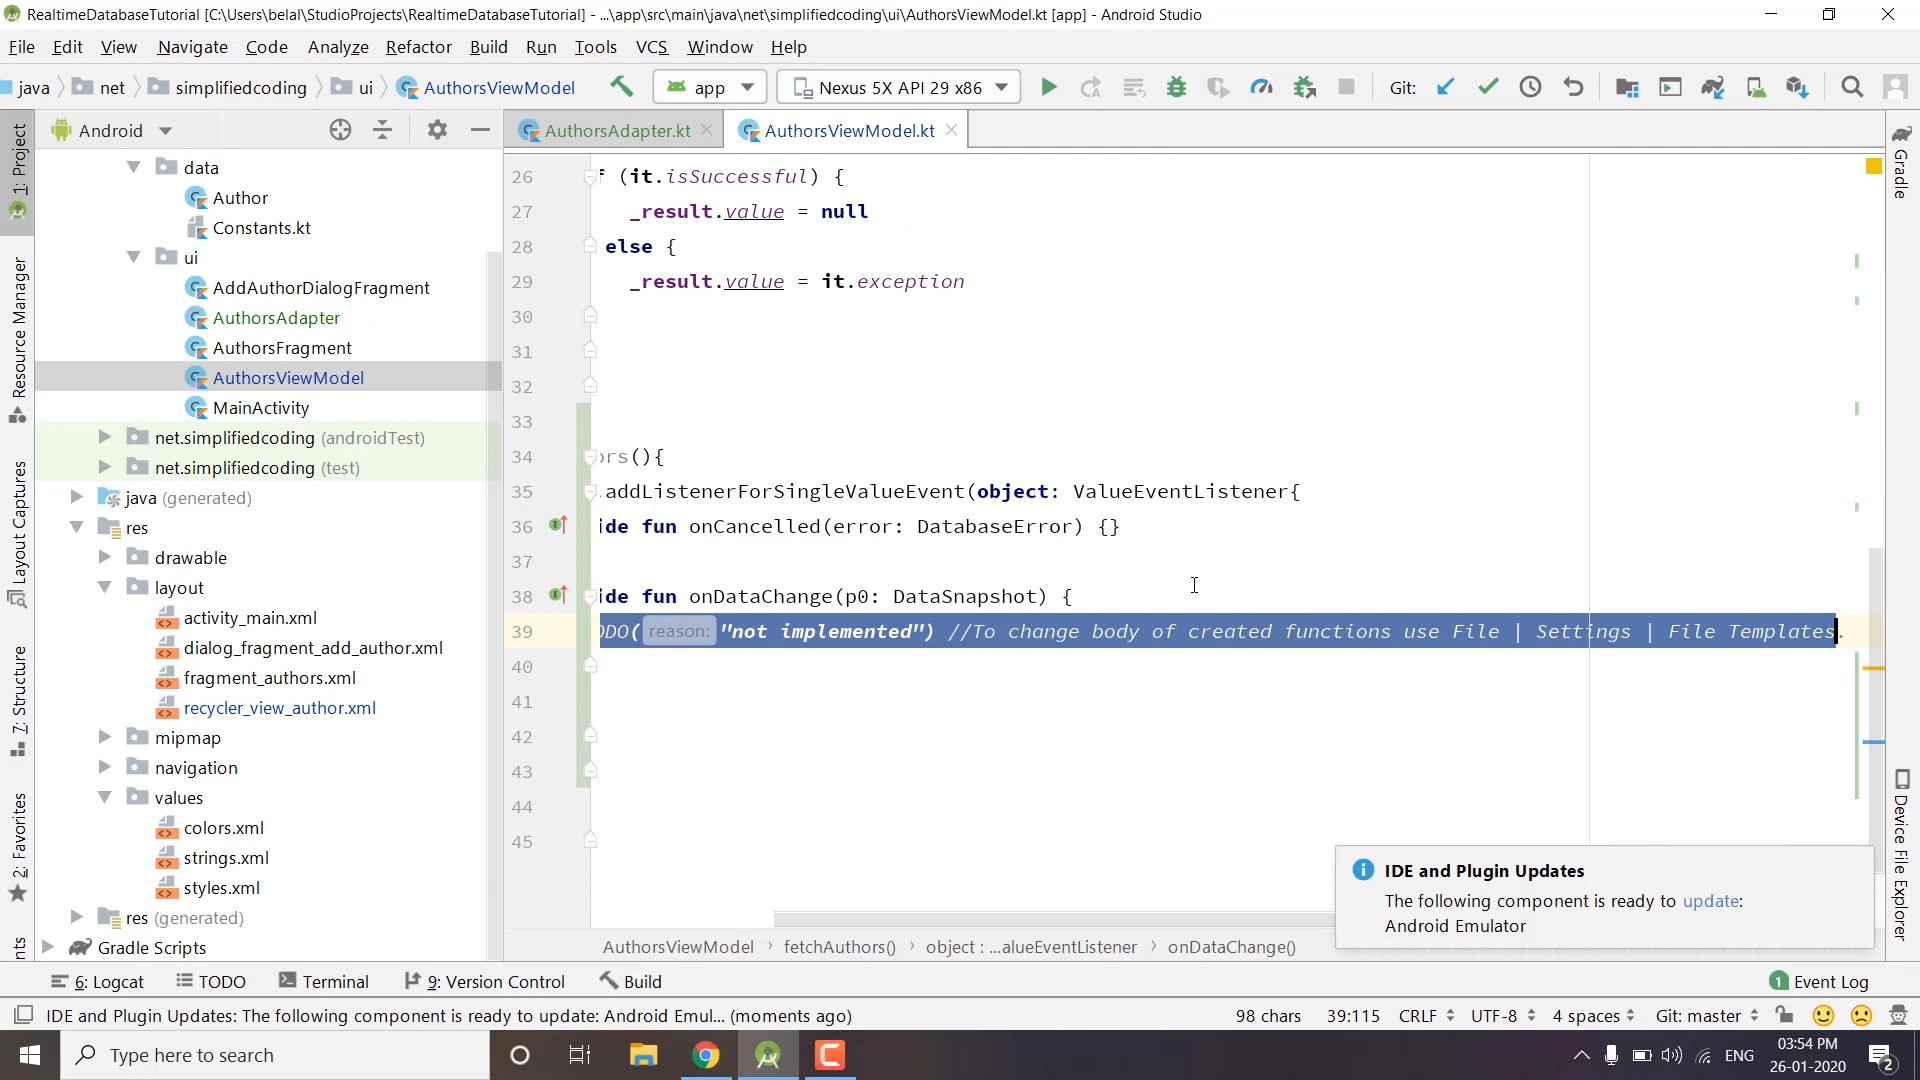 RealtimeDatabaseTutorial [C:\Users\belal\StudioProjects\RealtimeDatabaseTutorial] - ...\app\src\main\java\net\simplifiedcoding\ui\AuthorsViewModel.kt [app] - Android Studio
File Edit View Navigate Code Analyze Refactor Build Run Tools VCS Window Help
java net simplifiedcoding ui AuthorsViewModel app Nexus 5X API 29 x86 Git:
Android
AuthorsAdapter.kt AuthorsViewModel.kt
1: Project
Resource Manager
Layout Captures
7: Structure
2: Favorites
nts
data
Author
Constants.kt
ui
AddAuthorDialogFragment
AuthorsAdapter
AuthorsFragment
AuthorsViewModel
MainActivity
net.simplifiedcoding (androidTest)
net.simplifiedcoding (test)
java (generated)
res
drawable
layout
activity_main.xml
dialog_fragment_add_author.xml
fragment_authors.xml
recycler_view_author.xml
mipmap
navigation
values
colors.xml
strings.xml
styles.xml
res (generated)
Gradle Scripts
26 f (it.isSuccessful) {
27 _result.value = null
28 else {
29 _result.value = it.exception
30
31
32
33
34 ors(){
35 .addListenerForSingleValueEvent(object: ValueEventListener{
36 ide fun onCancelled(error: DatabaseError) {}
37
38 ide fun onDataChange(p0: DataSnapshot) {
39 ODO( reason: "not implemented") //To change body of created functions use File | Settings | File Templates.
40
41
42
43
44
45
Gradle
Device File Explorer
IDE and Plugin Updates
The following component is ready to update:
Android Emulator
AuthorsViewModel fetchAuthors() object : ...alueEventListener onDataChange()
6: Logcat TODO Terminal 9: Version Control Build 1 Event Log
IDE and Plugin Updates: The following component is ready to update: Android Emul... (moments ago) 98 chars 39:115 CRLF UTF-8 4 spaces Git: master
Type here to search
ENG
03:54 PM
26-01-2020
2